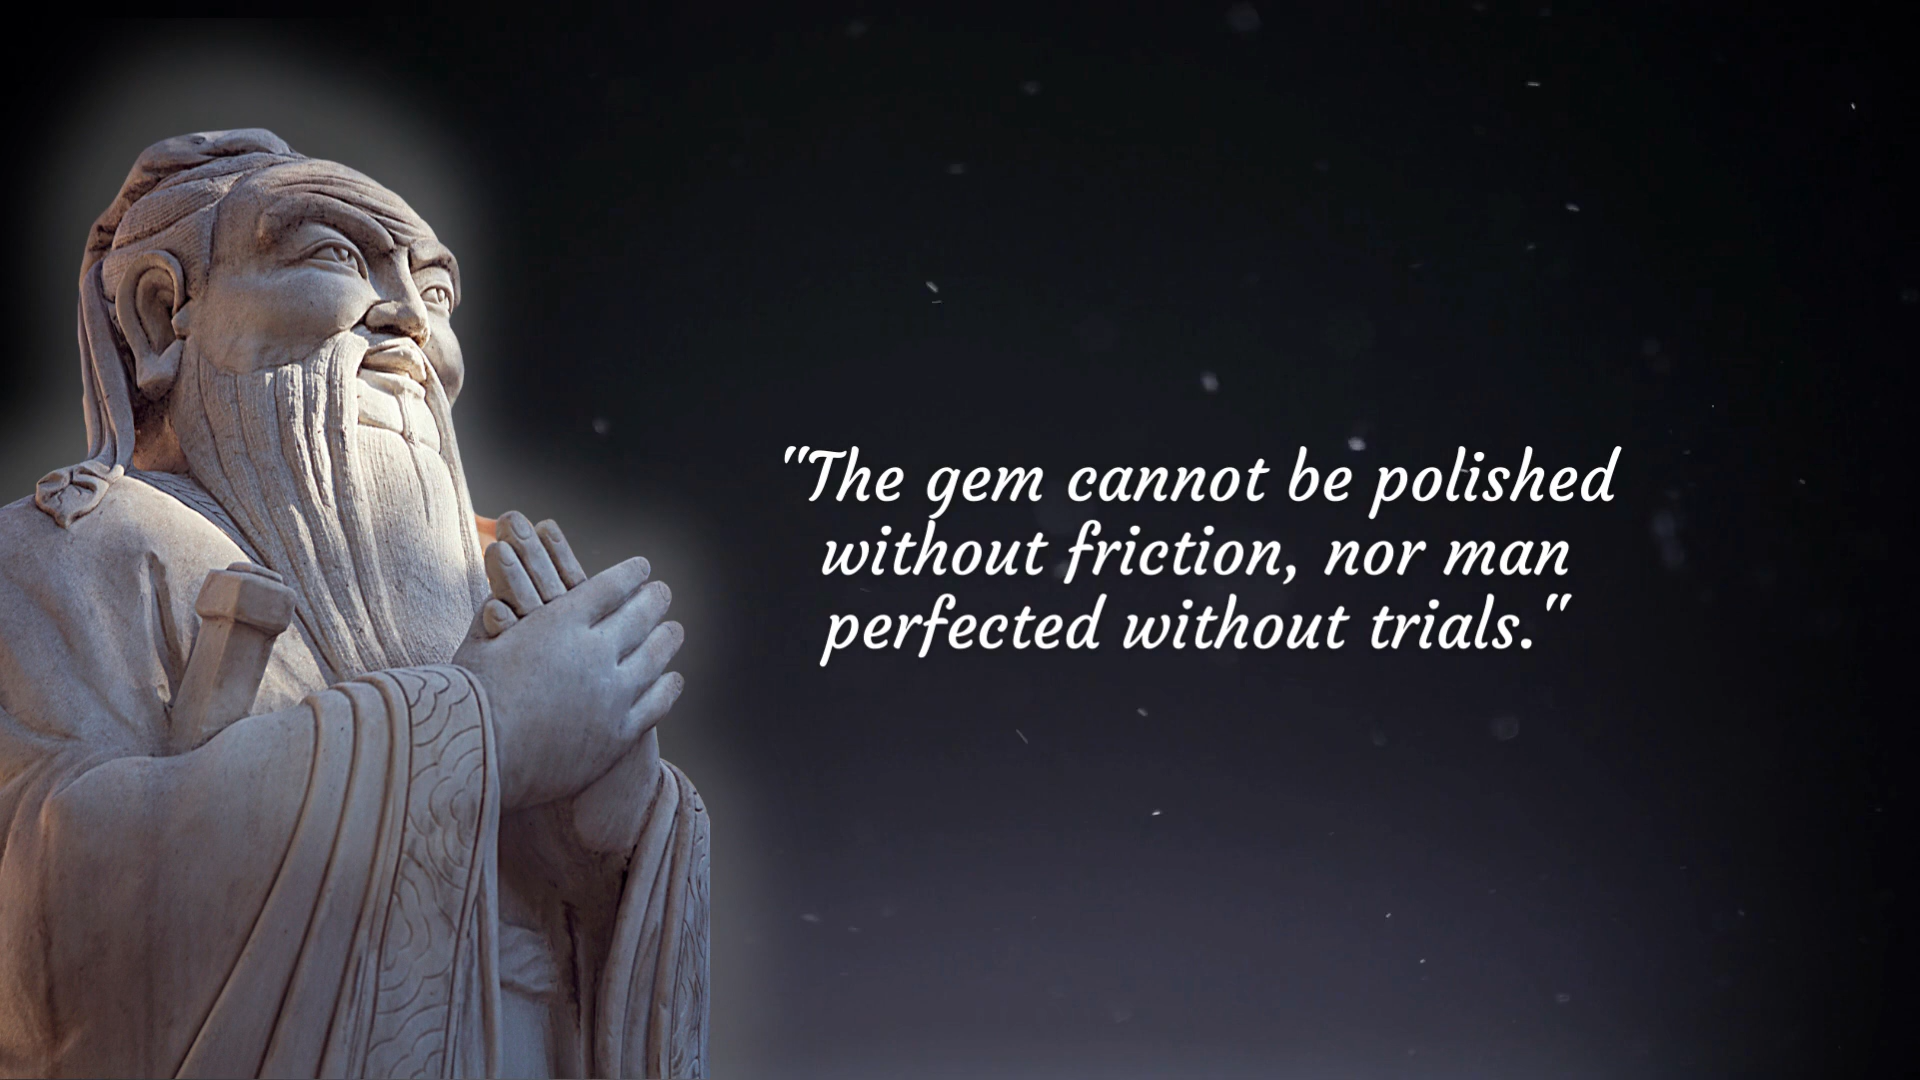 "The gem cannot be polished
without friction, nor man
perfected without trials."